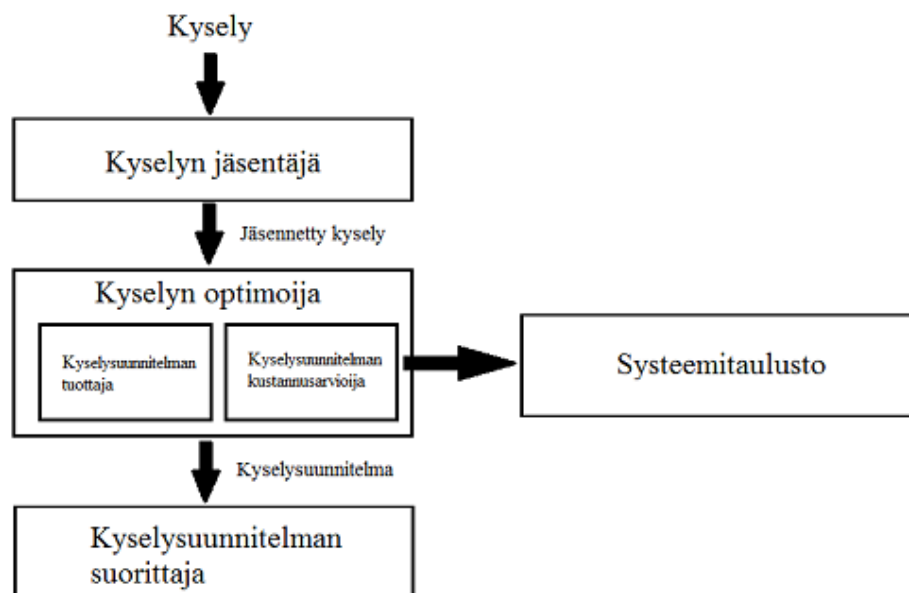 Kysely
Kyselyn jäsentäjä
Jäsennetty kysely
Kyselyn optimoija
Kyselysuunnitelman
tuottaja
Kyselysuunnitelman
kustannusarvioija
Systeemitaulusto
Kyselysuunnitelma
Kyselysuunnitelman
suorittaja